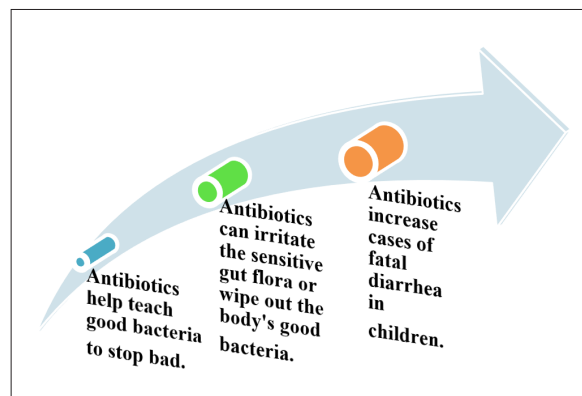 Antibiotics
help teach
good bacteria
to stop bad.
Antibiotics
can irritate
the sensitive
gut flora or
wipe out the
body's good
bacteria.
Antibiotics
increase
cases of
fatal
diarrhea
in
children.